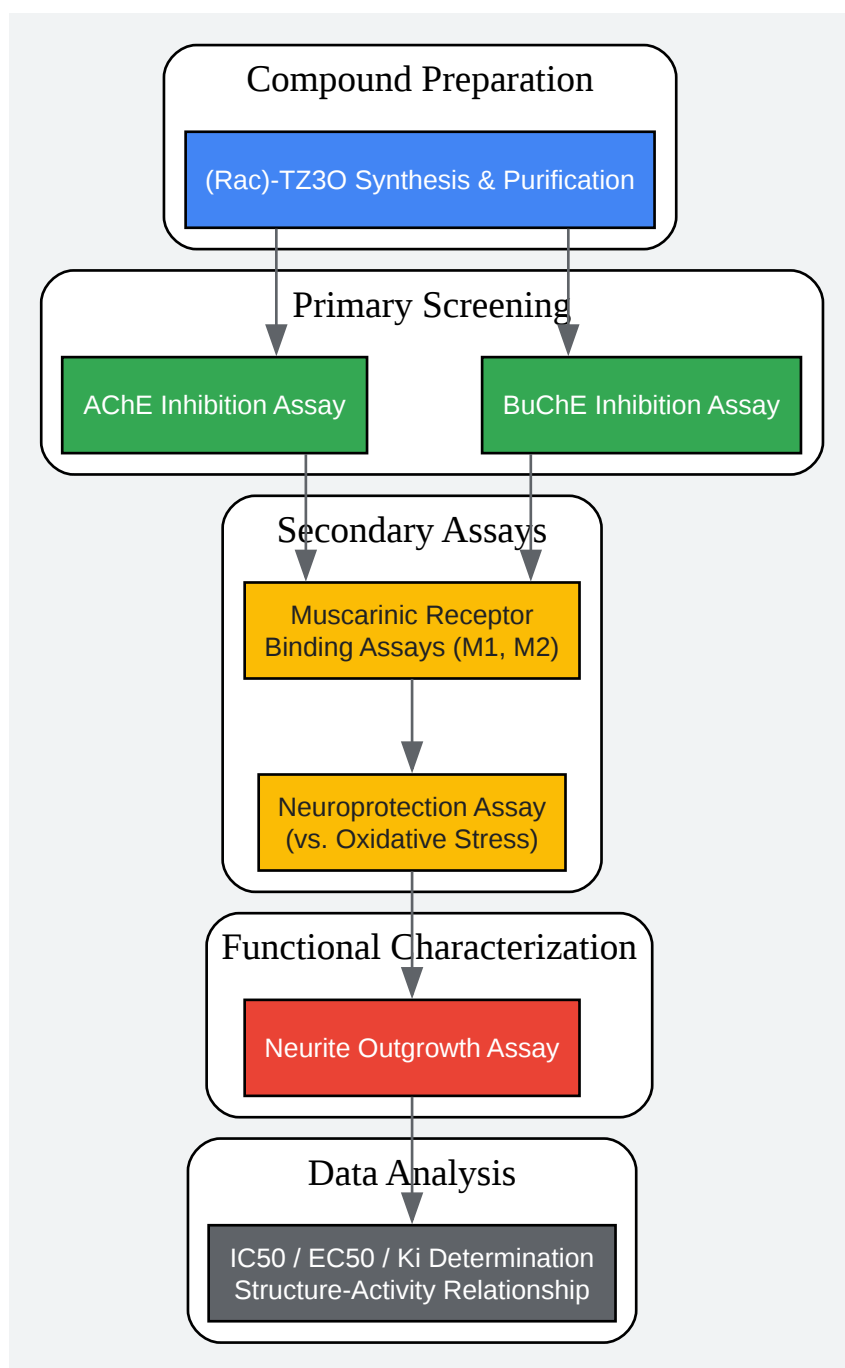 Compound Preparation
(Rac)-TZ3O Synthesis & Purification
Primary Screening
AChE Inhibition Assay
BuChE Inhibition Assay
Secondary Assays
Muscarinic Receptor
Binding Assays (M1, M2)
Neuroprotection Assay
(vs. Oxidative Stress)
Functional Characterization
Neurite Outgrowth Assay
Data Analysis
IC50 / EC50 / Ki Determination
Structure-Activity Relationship